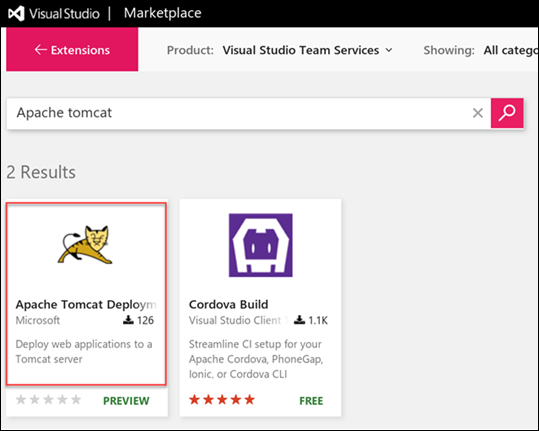 Visual Studio | Marketplace
← Extensions Product: Visual Studio Team Services Showing: All catego
Apache tomcat
2 Results
Apache Tomcat Deploym
Microsoft 126
Deploy web applications to a
Tomcat server
PREVIEW
Cordova Build
Visual Studio Client 1.1K
Streamline CI setup for your
Apache Cordova, PhoneGap,
Ionic, or Cordova CLI
FREE